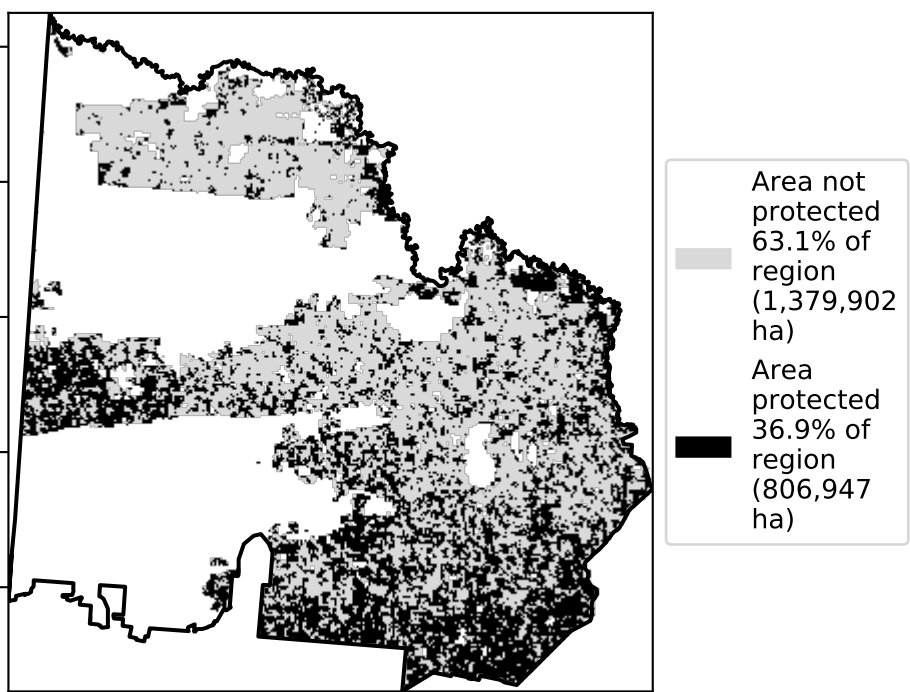 Area not
protected
63.1% of
region
(1,379,902
ha)
Area
protected
36.9% of
region
(806,947
ha)